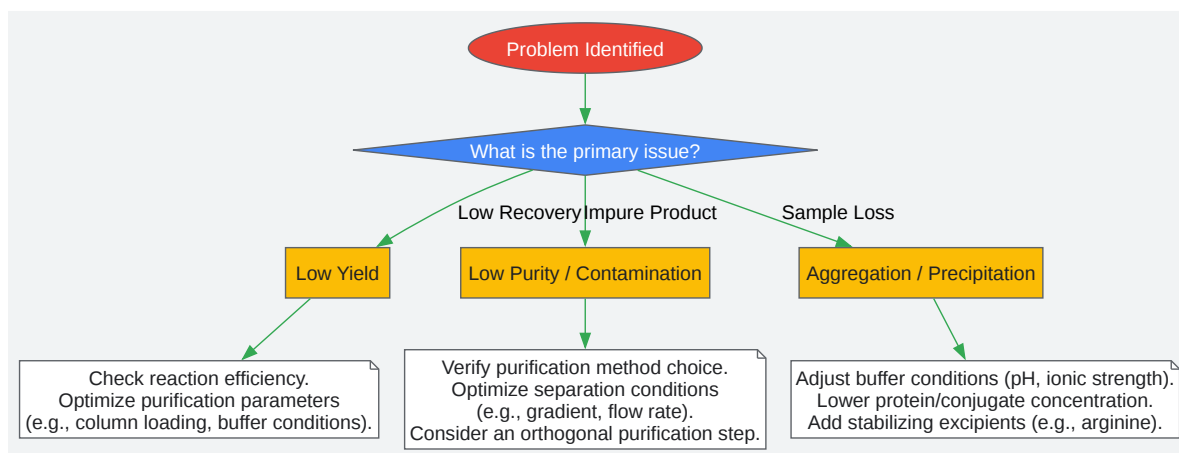 Problem Identified
What is the primary issue?
Low Recovery
Impure Product
Sample Loss
Low Yield
Low Purity / Contamination
Aggregation / Precipitation
Check reaction efficiency.
Optimize purification parameters
(e.g., column loading, buffer conditions).
Verify purification method choice.
Optimize separation conditions
(e.g., gradient, flow rate).
Consider an orthogonal purification step.
Adjust buffer conditions (pH, ionic strength).
Lower protein/conjugate concentration.
Add stabilizing excipients (e.g., arginine).